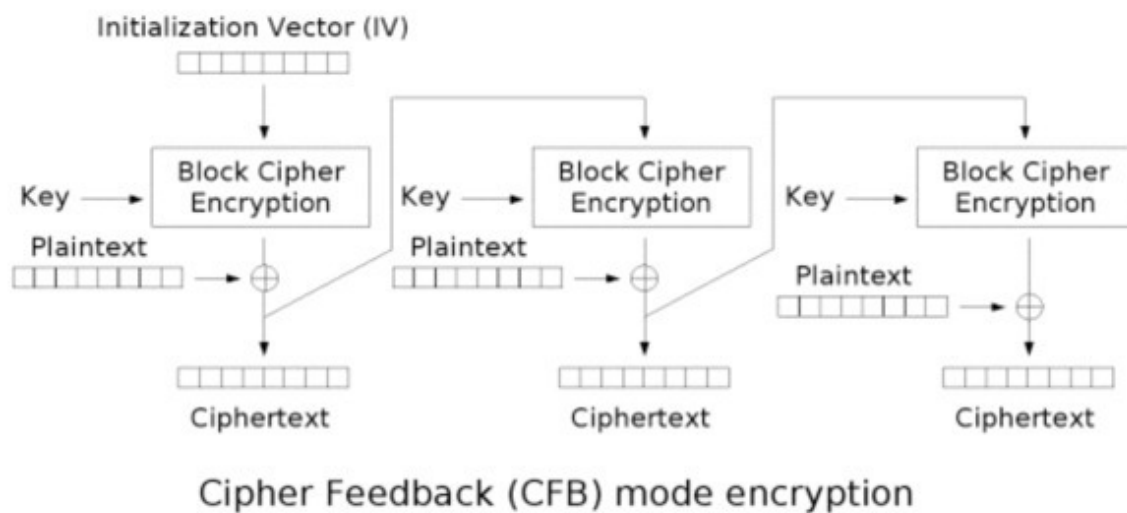 Initialization Vector (IV)
Block Cipher
Encryption
Key
Plaintext
Ciphertext
Block Cipher
Encryption
Key
Plaintext
Ciphertext
Block Cipher
Encryption
Key
Plaintext
Ciphertext
Cipher Feedback (CFB) mode encryption